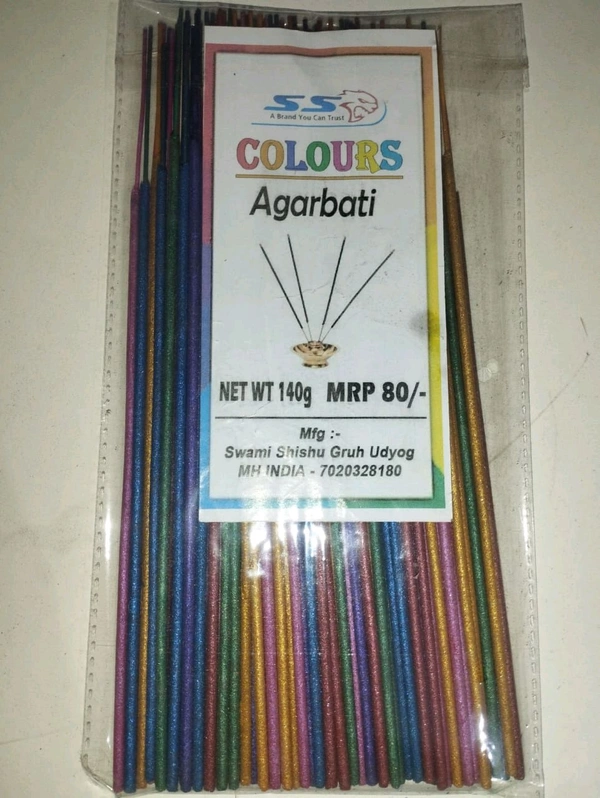 SS
A Brand You Can Trust
COLOURS
Agarbati
NET WT 140g MRP 80/-
Mfg :-
Swami Shishu Gruh Udyog
MH INDIA - 7020328180